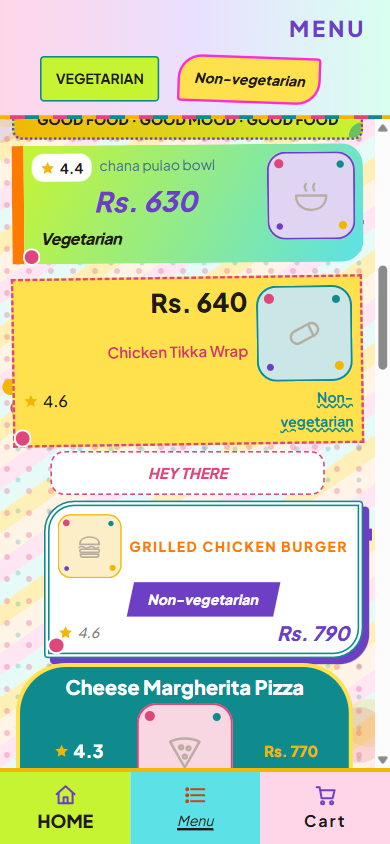 MENU
VEGETARIAN
Non-vegetarian
GOOD FOOD · GOOD MOOD · GOOD FOOD
4.4
chana pulao bowl
Rs. 630
Vegetarian
Rs. 640
Chicken Tikka Wrap
4.6
Non-
vegetarian
HEY THERE
GRILLED CHICKEN BURGER
Non-vegetarian
4.6
Rs. 790
Cheese Margherita Pizza
4.3
Rs. 770
HOME
Menu
Cart